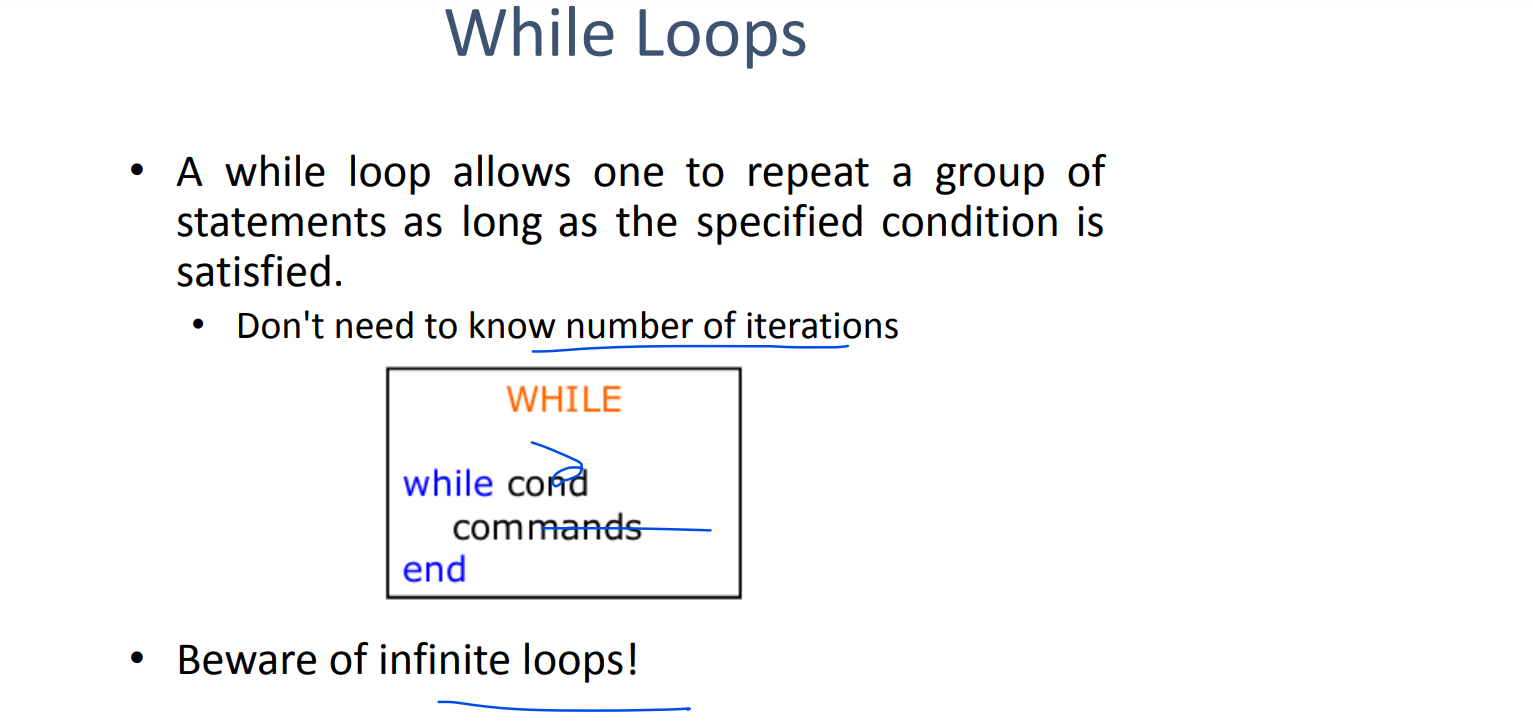 While Loops
• A while loop allows one to repeat a group of
statements as long as the specified condition is
satisfied.
• Don't need to know number of iterations
WHILE
while cond
commands
end
• Beware of infinite loops!